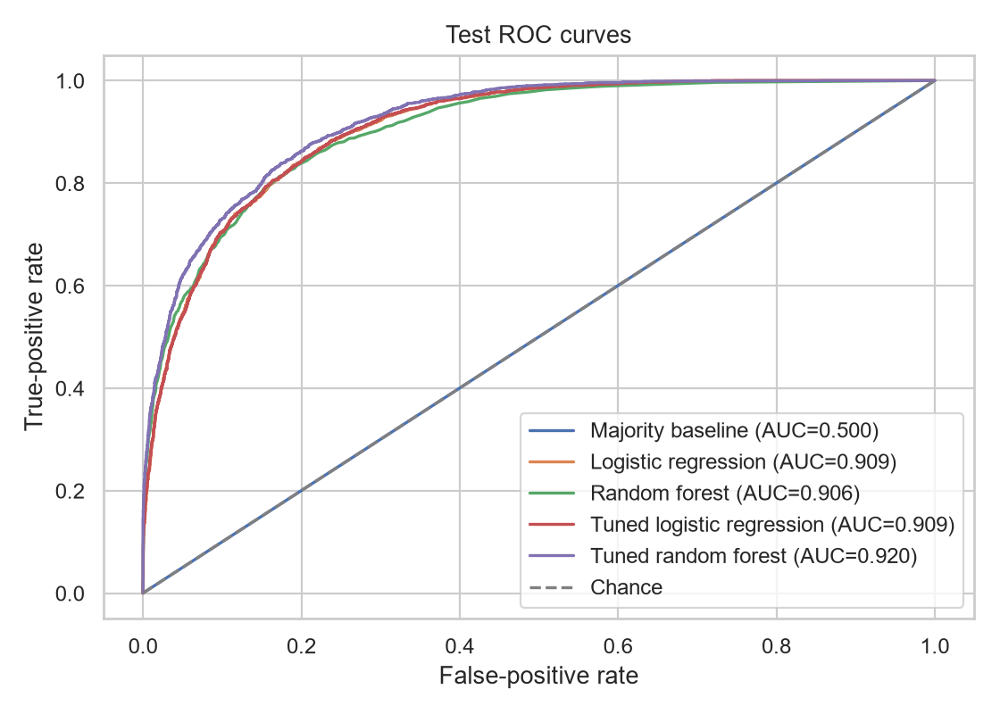 Test ROC curves
True-positive rate
1.0
0.8
0.6
0.4
0.2
0.0
Majority baseline (AUC=0.500)
Logistic regression (AUC=0.909)
Random forest (AUC=0.906)
Tuned logistic regression (AUC=0.909)
Tuned random forest (AUC=0.920)
Chance
0.0 0.2 0.4 0.6 0.8 1.0
False-positive rate